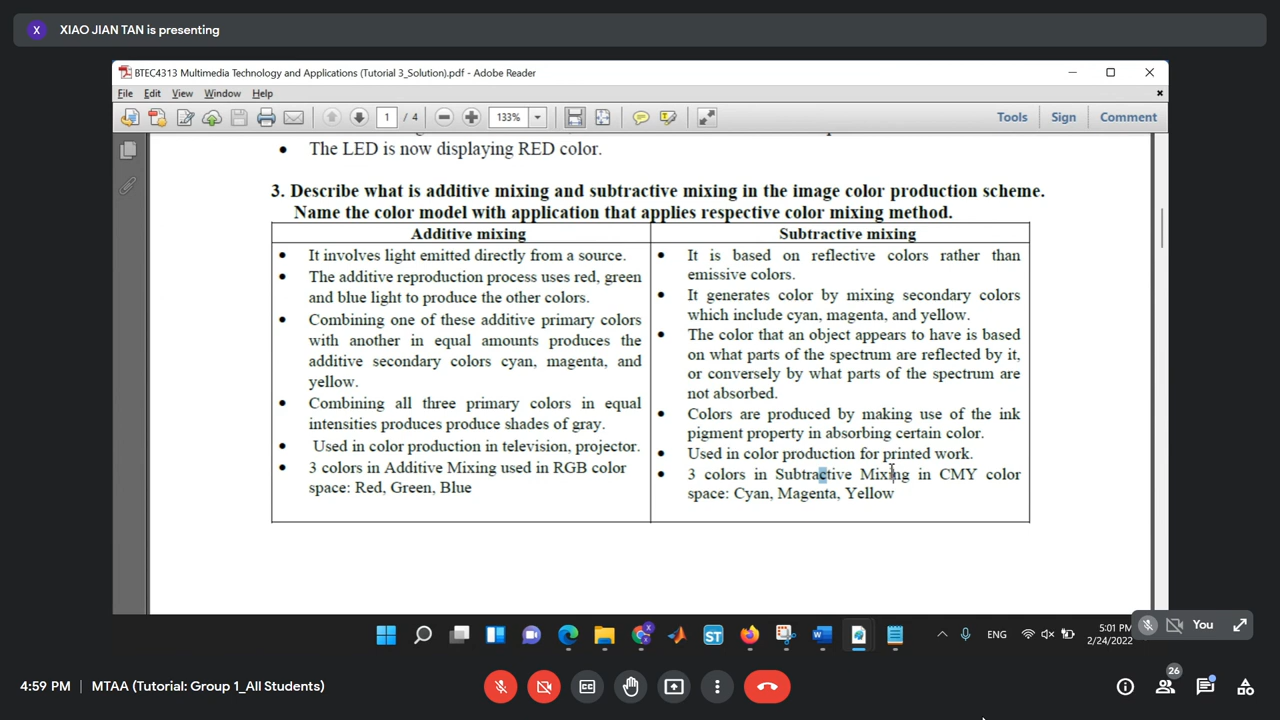 X XIAO JIAN TAN is presenting
BTEC4313 Multimedia Technology and Applications (Tutorial 3_Solution).pdf - Adobe Reader
File Edit View Window Help
1 / 4 133% Tools Sign Comment
• The LED is now displaying RED color.
3. Describe what is additive mixing and subtractive mixing in the image color production scheme.
Name the color model with application that applies respective color mixing method.
Additive mixing
• It involves light emitted directly from a source.
• The additive reproduction process uses red, green
and blue light to produce the other colors.
• Combining one of these additive primary colors
with another in equal amounts produces the
additive secondary colors cyan, magenta, and
yellow.
• Combining all three primary colors in equal
intensities produces produce shades of gray.
• Used in color production in television, projector.
• 3 colors in Additive Mixing used in RGB color
space: Red, Green, Blue
Subtractive mixing
• It is based on reflective colors rather than
emissive colors.
• It generates color by mixing secondary colors
which include cyan, magenta, and yellow.
• The color that an object appears to have is based
on what parts of the spectrum are reflected by it,
or conversely by what parts of the spectrum are
not absorbed.
• Colors are produced by making use of the ink
pigment property in absorbing certain color.
• Used in color production for printed work.
• 3 colors in Subtractive Mixing in CMY color
space: Cyan, Magenta, Yellow
ST
ENG
5:01 PM
2/24/2022
You
4:59 PM | MTAA (Tutorial: Group 1_All Students)
26